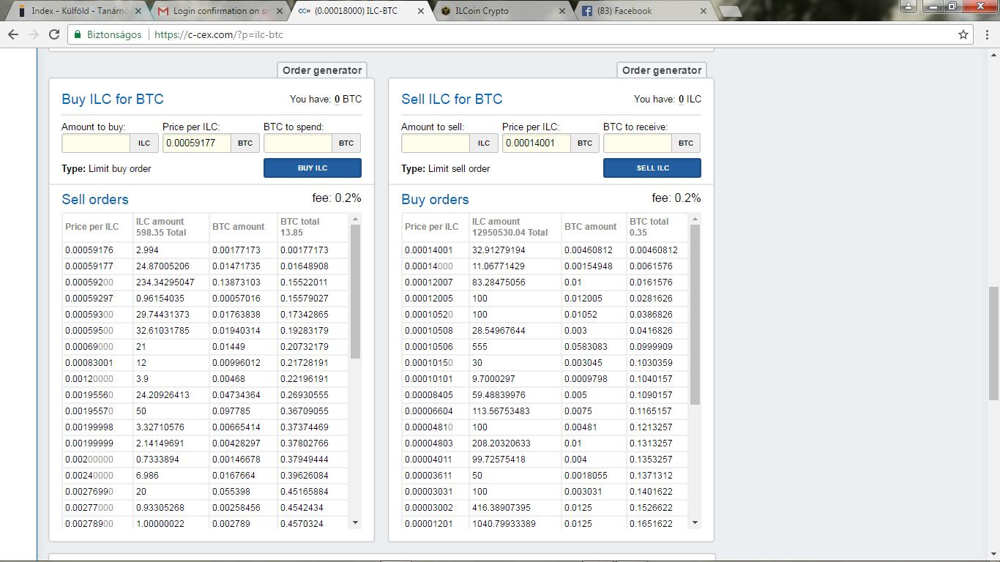 Index - Külföld - Tanárnő
Login confirmation on sm
(0.00018000) ILC-BTC
ILCoin Crypto
(83) Facebook
Biztonságos
https://c-cex.com/?p=ilc-btc
Order generator
Buy ILC for BTC
You have: 0 BTC
Amount to buy: Price per ILC: BTC to spend:
ILC 0.00059177 BTC BTC
Type: Limit buy order
BUY ILC
Sell orders
fee: 0.2%
Price per ILC
ILC amount
598.35 Total
BTC amount
BTC total
13.85
0.00059176 2.994 0.00177173 0.00177173
0.00059177 24.87005206 0.01471735 0.01648908
0.00059200 234.34295047 0.13873103 0.15522011
0.00059297 0.96154035 0.00057016 0.15579027
0.00059300 29.74431373 0.01763838 0.17342865
0.00059500 32.61031785 0.01940314 0.19283179
0.00069000 21 0.01449 0.20732179
0.00083001 12 0.00996012 0.21728191
0.00120000 3.9 0.00468 0.22196191
0.00195560 24.20926413 0.04734364 0.26930555
0.00195570 50 0.097785 0.36709055
0.00199998 3.32710576 0.00665414 0.37374469
0.00199999 2.14149691 0.00428297 0.37802766
0.00200000 0.7333894 0.00146678 0.37949444
0.00240000 6.986 0.0167664 0.39626084
0.00276990 20 0.055398 0.45165884
0.00277000 0.93305268 0.00258456 0.4542434
0.00278900 1.00000022 0.002789 0.4570324
Order generator
Sell ILC for BTC
You have: 0 ILC
Amount to sell: Price per ILC: BTC to receive:
ILC 0.00014001 BTC BTC
Type: Limit sell order
SELL ILC
Buy orders
fee: 0.2%
Price per ILC
ILC amount
12950530.04 Total
BTC amount
BTC total
0.35
0.00014001 32.91279194 0.00460812 0.00460812
0.00014000 11.06771429 0.00154948 0.0061576
0.00012007 83.28475056 0.01 0.0161576
0.00012005 100 0.012005 0.0281626
0.00010520 100 0.01052 0.0386826
0.00010508 28.54967644 0.003 0.0416826
0.00010506 555 0.0583083 0.0999909
0.00010150 30 0.003045 0.1030359
0.00010101 9.7000297 0.0009798 0.1040157
0.00008405 59.48839976 0.005 0.1090157
0.00006604 113.56753483 0.0075 0.1165157
0.00004810 100 0.00481 0.1213257
0.00004803 208.20320633 0.01 0.1313257
0.00004011 99.72575418 0.004 0.1353257
0.00003611 50 0.0018055 0.1371312
0.00003031 100 0.003031 0.1401622
0.00003002 416.38907395 0.0125 0.1526622
0.00001201 1040.79933389 0.0125 0.1651622